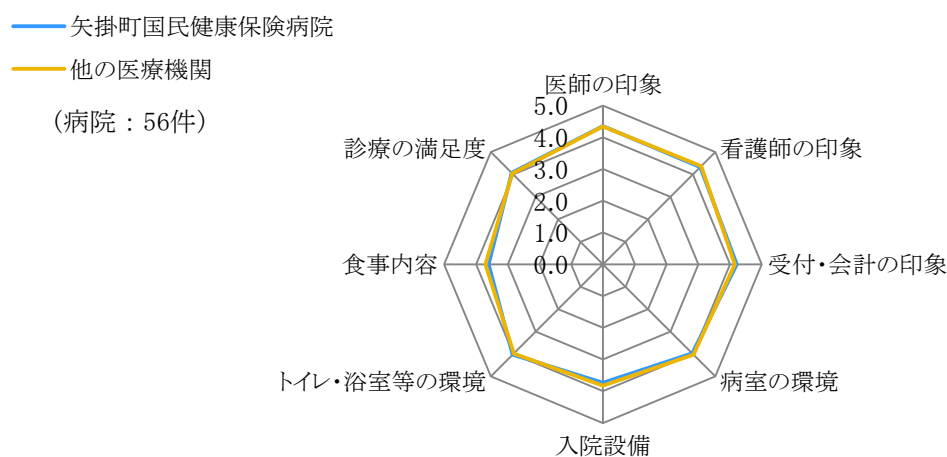 矢掛町国民健康保険病院
他の医療機関
（病院：56件）
医師の印象
看護師の印象
受付・会計の印象
病室の環境
入院設備
トイレ・浴室等の環境
食事内容
診療の満足度
5.0
4.0
3.0
2.0
1.0
0.0